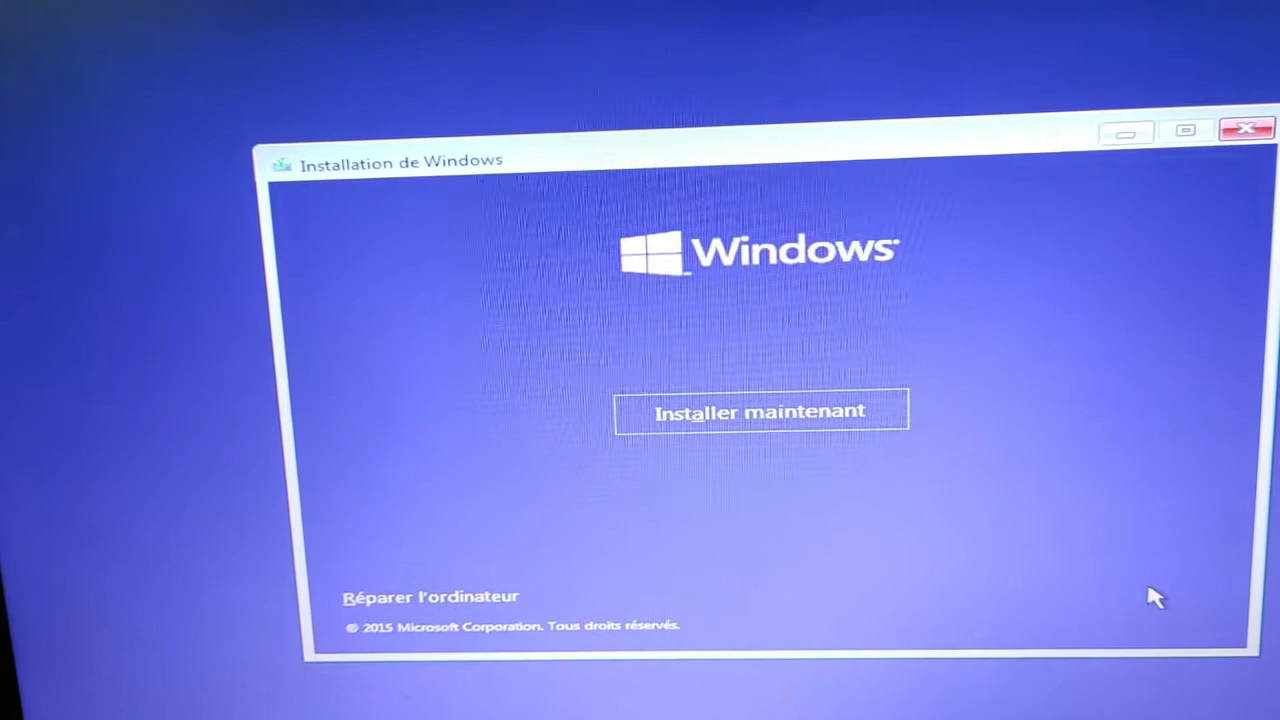 Installation de Windows
Windows
Installer maintenant
Réparer l'ordinateur
© 2015 Microsoft Corporation. Tous droits réservés.